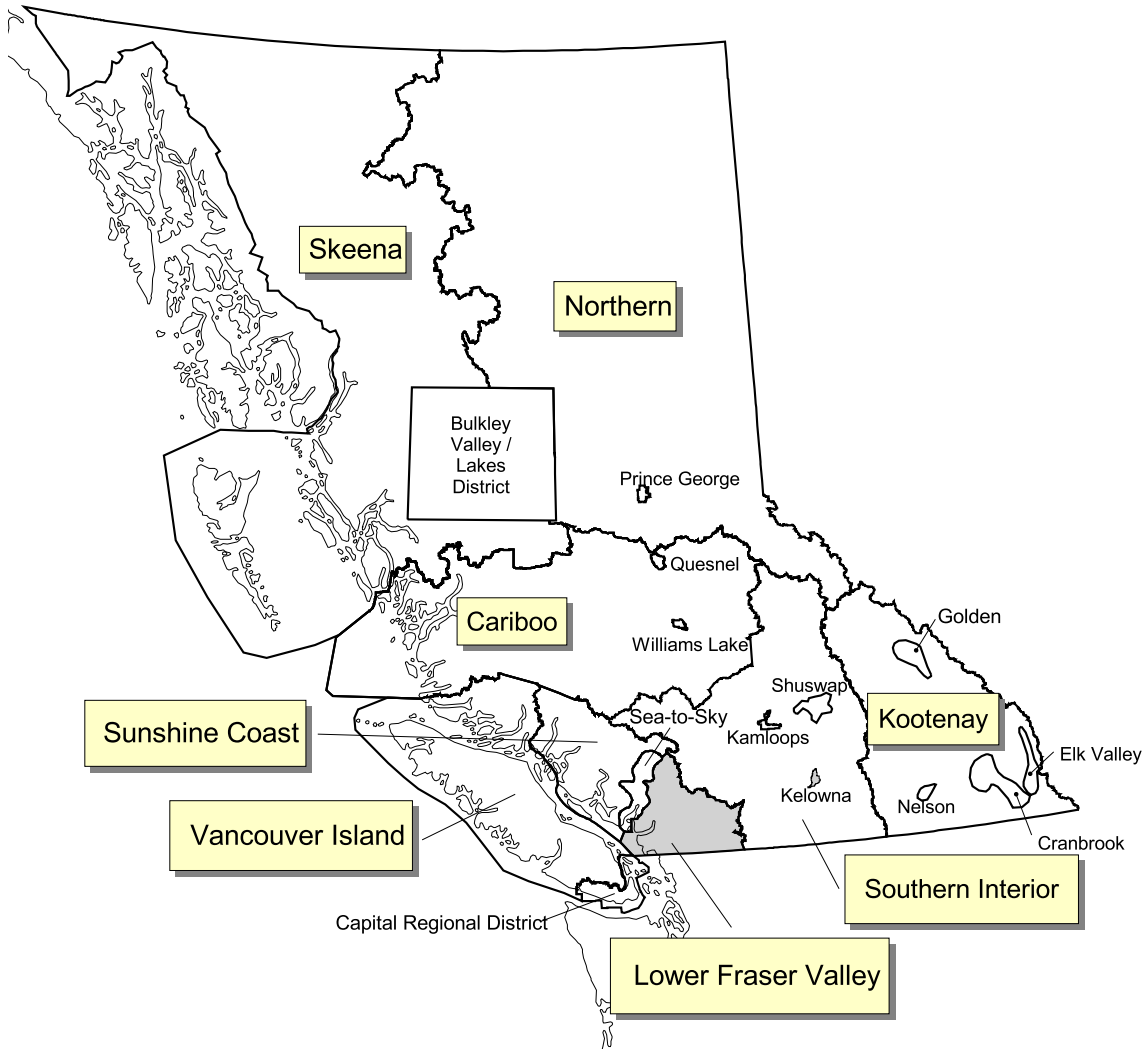 Skeena
Northern
Bulkley
Valley /
Lakes
District
Prince George
Quesnel
Cariboo
Williams Lake
Golden
Shuswap
Sea-to-Sky
Kootenay
Sunshine Coast
Kamloops
Elk Valley
Kelowna
Nelson
Vancouver Island
Cranbrook
Southern Interior
Capital Regional District
Lower Fraser Valley